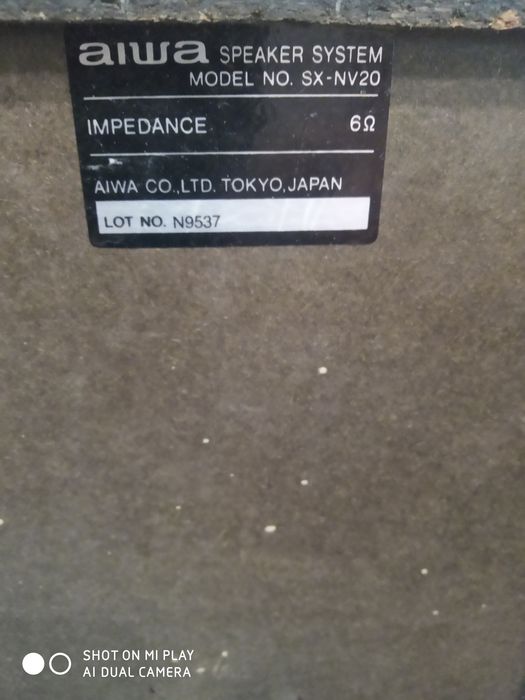 aiwa SPEAKER SYSTEM
MODEL NO. SX-NV20
IMPEDANCE 6Ω
AIWA CO.,LTD. TOKYO,JAPAN
LOT NO. N9537
SHOT ON MI PLAY
AI DUAL CAMERA